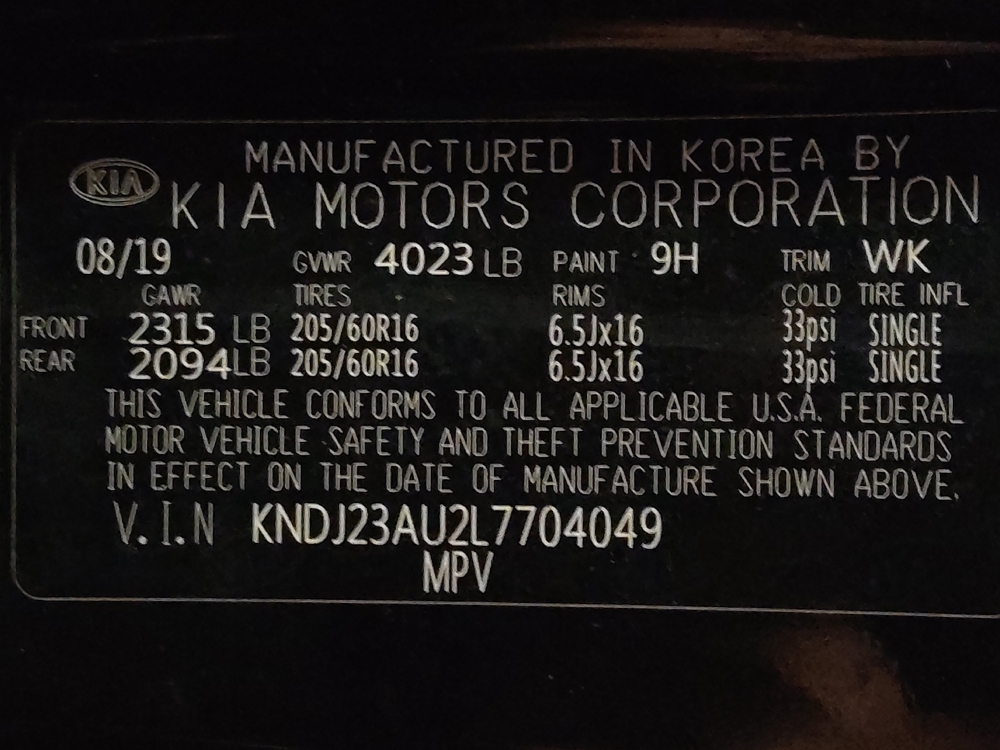 MANUFACTURED IN KOREA BY
KIA KIA MOTORS CORPORATION
08/19 GVWR 4023 LB PAINT 9H TRIM WK
GAWR TIRES RIMS COLD TIRE INFL
FRONT 2315 LB 205/60R16 6.5Jx16 33psi SINGLE
REAR 2094LB 205/60R16 6.5Jx16 33psi SINGLE
THIS VEHICLE CONFORMS TO ALL APPLICABLE U.S.A. FEDERAL
MOTOR VEHICLE SAFETY AND THEFT PREVENTION STANDARDS
IN EFFECT ON THE DATE OF MANUFACTURE SHOWN ABOVE.
V.I.N KNDJ23AU2L7704049
MPV